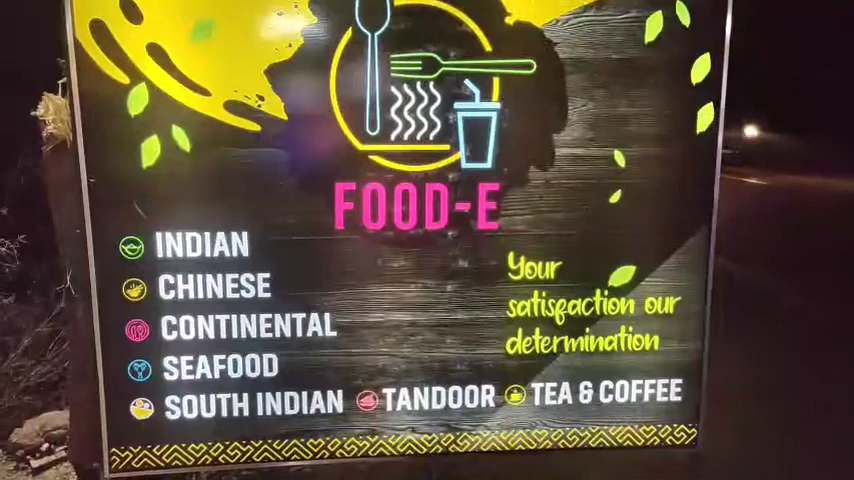 FOOD-E
INDIAN
CHINESE
CONTINENTAL
SEAFOOD
SOUTH INDIAN TANDOOR TEA & COFFEE
Your
satisfaction our
determination